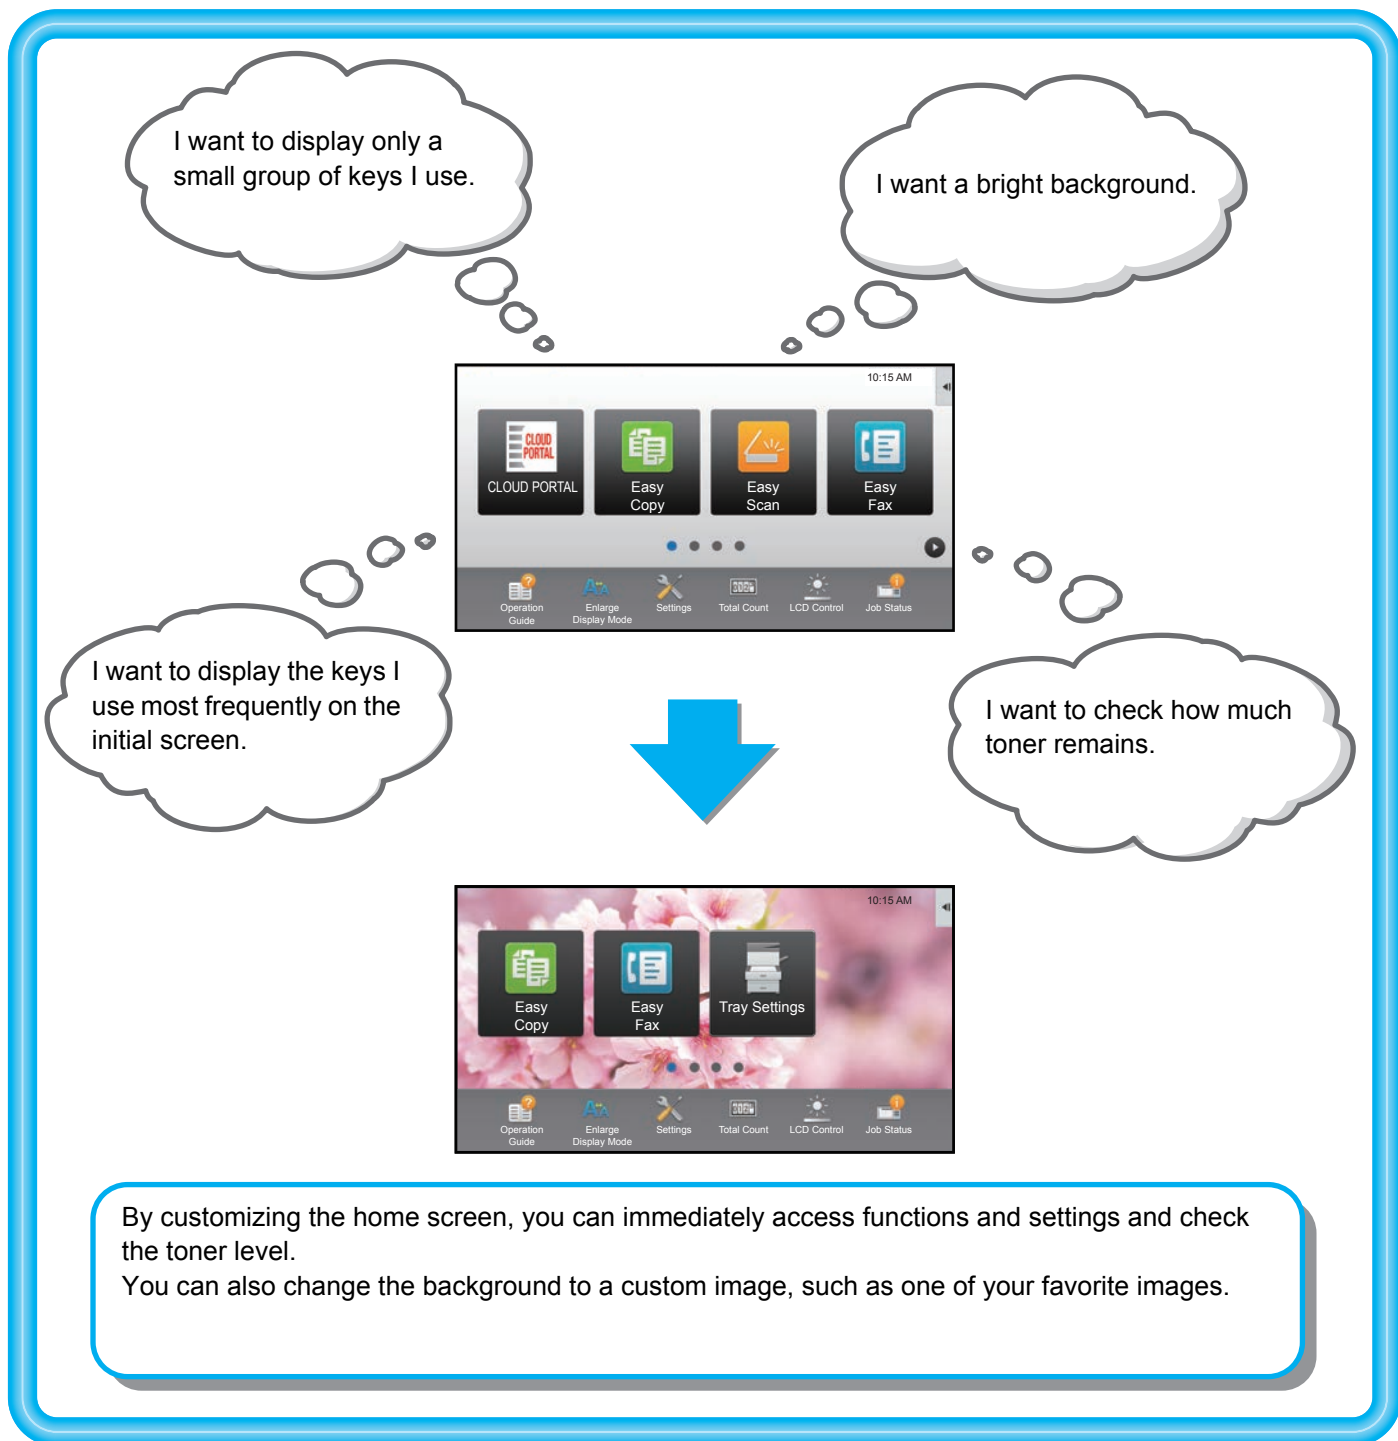 I want to display only a
small group of keys I use.
I want a bright background.
10:15 AM
CLOUD
PORTAL
CLOUD PORTAL
Easy
Copy
Easy
Scan
Easy
Fax
Operation
Guide
Enlarge
Display Mode
Settings
Total Count
LCD Control
Job Status
I want to display the keys I
use most frequently on the
initial screen.
I want to check how much
toner remains.
10:15 AM
Easy
Copy
Easy
Fax
Tray Settings
Operation
Guide
Enlarge
Display Mode
Settings
Total Count
LCD Control
Job Status
By customizing the home screen, you can immediately access functions and settings and check
the toner level.
You can also change the background to a custom image, such as one of your favorite images.